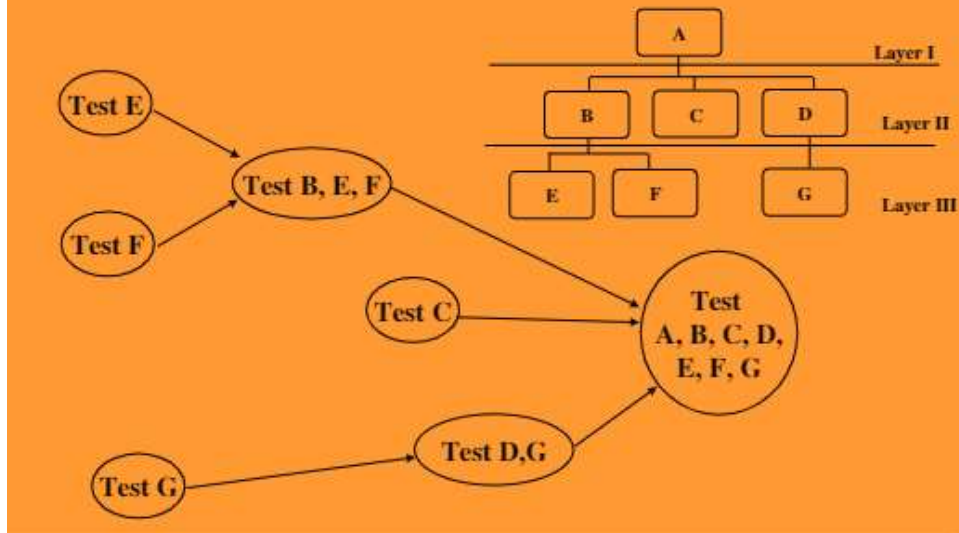 A
Layer I
B
C
D
Layer II
E
F
G
Layer III
Test E
Test B, E, F
Test F
Test C
Test
A, B, C, D,
E, F, G
Test D,G
Test G